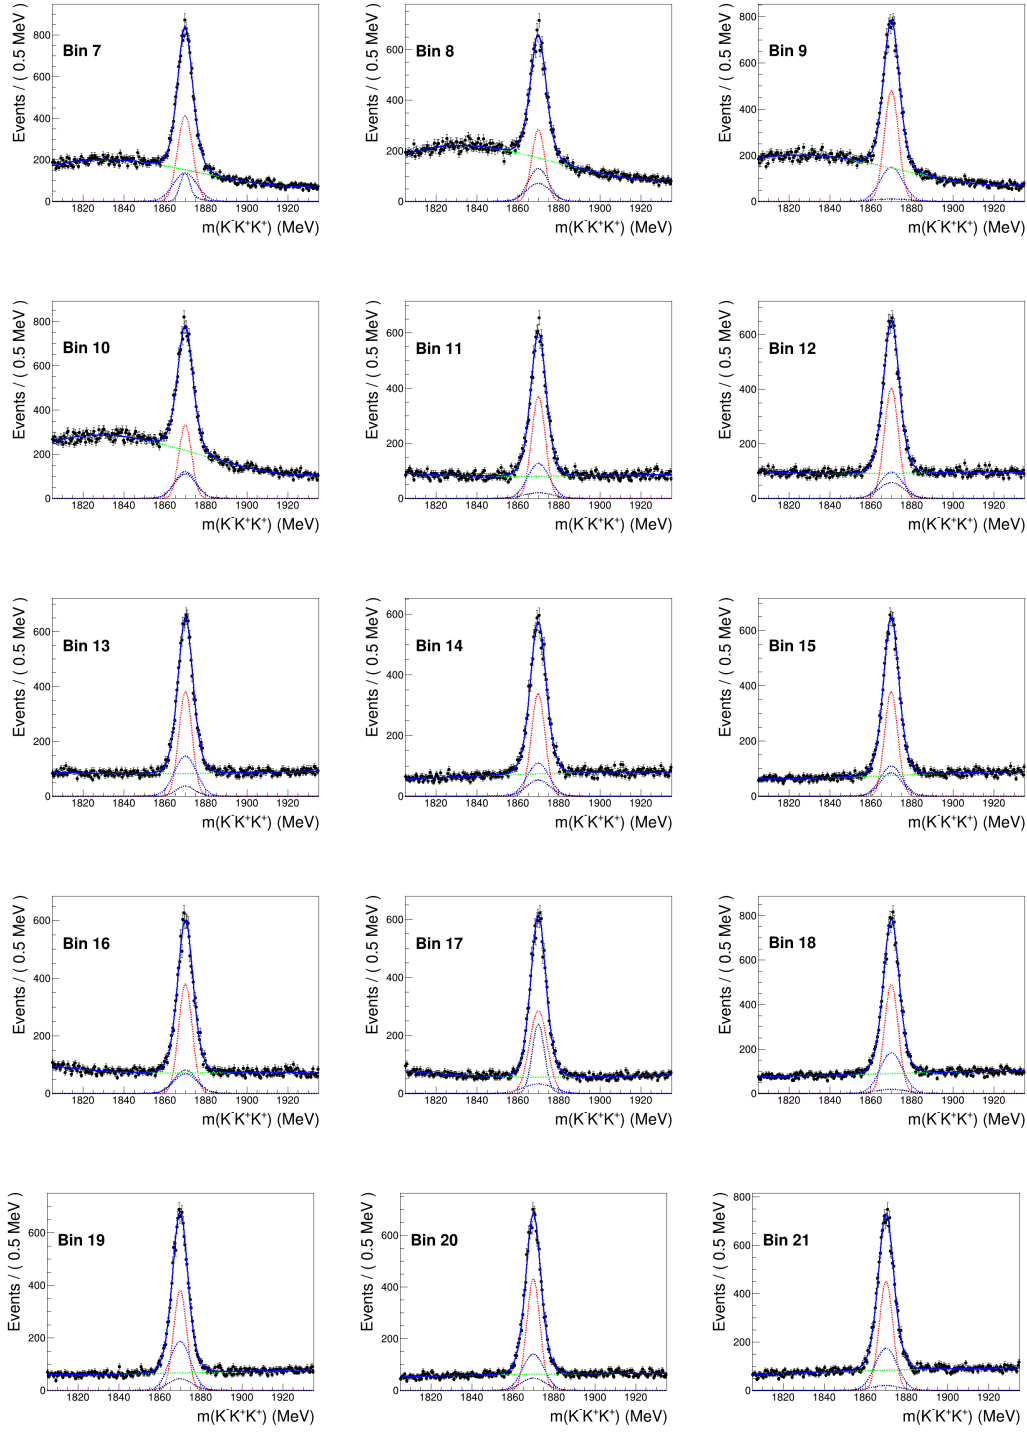 Events / ( 0.5 MeV )
Bin 7
800
600
400
200
0
1820 1840 1860 1880 1900 1920
m(K⁻K⁺K⁺) (MeV)
Events / ( 0.5 MeV )
Bin 8
600
400
200
0
1820 1840 1860 1880 1900 1920
m(K⁻K⁺K⁺) (MeV)
Events / ( 0.5 MeV )
Bin 9
800
600
400
200
0
1820 1840 1860 1880 1900 1920
m(K⁻K⁺K⁺) (MeV)
Events / ( 0.5 MeV )
Bin 10
800
600
400
200
0
1820 1840 1860 1880 1900 1920
m(K⁻K⁺K⁺) (MeV)
Events / ( 0.5 MeV )
Bin 11
600
400
200
0
1820 1840 1860 1880 1900 1920
m(K⁻K⁺K⁺) (MeV)
Events / ( 0.5 MeV )
Bin 12
600
400
200
0
1820 1840 1860 1880 1900 1920
m(K⁻K⁺K⁺) (MeV)
Events / ( 0.5 MeV )
Bin 13
600
400
200
0
1820 1840 1860 1880 1900 1920
m(K⁻K⁺K⁺) (MeV)
Events / ( 0.5 MeV )
Bin 14
600
400
200
0
1820 1840 1860 1880 1900 1920
m(K⁻K⁺K⁺) (MeV)
Events / ( 0.5 MeV )
Bin 15
600
400
200
0
1820 1840 1860 1880 1900 1920
m(K⁻K⁺K⁺) (MeV)
Events / ( 0.5 MeV )
Bin 16
600
400
200
0
1820 1840 1860 1880 1900 1920
m(K⁻K⁺K⁺) (MeV)
Events / ( 0.5 MeV )
Bin 17
600
400
200
0
1820 1840 1860 1880 1900 1920
m(K⁻K⁺K⁺) (MeV)
Events / ( 0.5 MeV )
Bin 18
800
600
400
200
0
1820 1840 1860 1880 1900 1920
m(K⁻K⁺K⁺) (MeV)
Events / ( 0.5 MeV )
Bin 19
600
400
200
0
1820 1840 1860 1880 1900 1920
m(K⁻K⁺K⁺) (MeV)
Events / ( 0.5 MeV )
Bin 20
600
400
200
0
1820 1840 1860 1880 1900 1920
m(K⁻K⁺K⁺) (MeV)
Events / ( 0.5 MeV )
Bin 21
800
600
400
200
0
1820 1840 1860 1880 1900 1920
m(K⁻K⁺K⁺) (MeV)